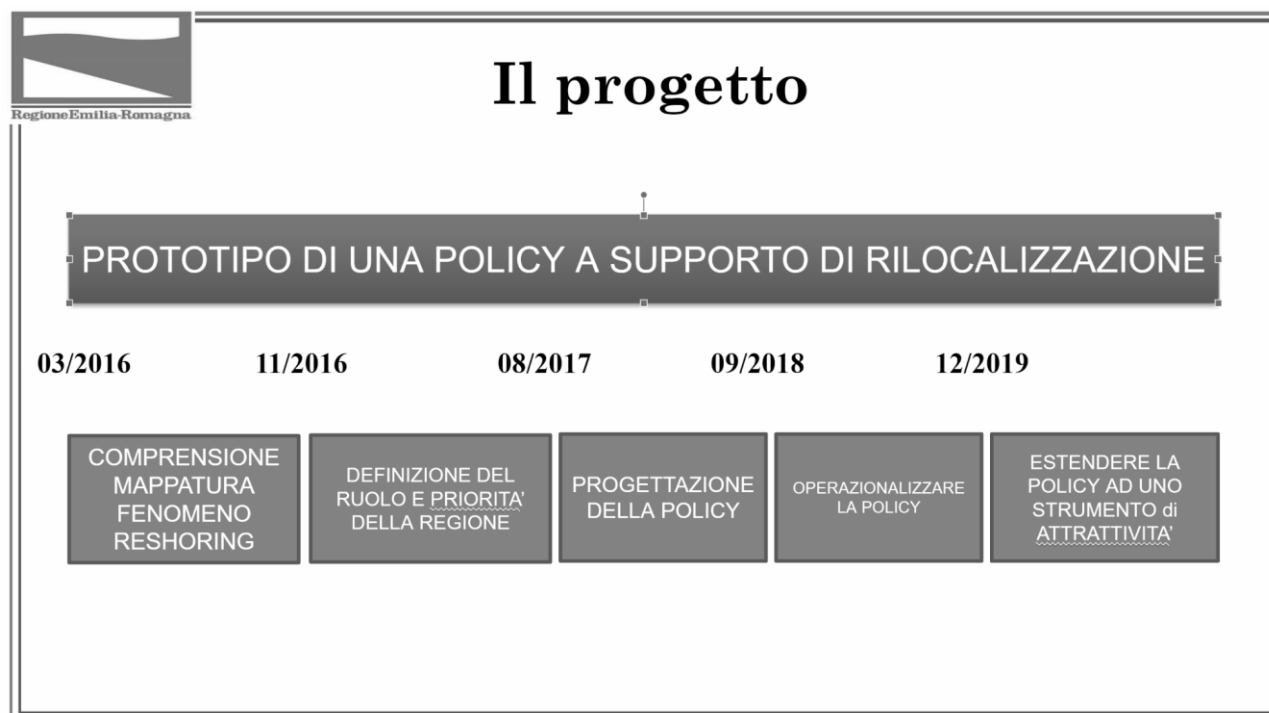 RegioneEmilia-Romagna
Il progetto
PROTOTIPO DI UNA POLICY A SUPPORTO DI RILOCALIZZAZIONE
03/2016 11/2016 08/2017 09/2018 12/2019
COMPRENSIONE
MAPPATURA
FENOMENO
RESHORING
DEFINIZIONE DEL
RUOLO E PRIORITA'
DELLA REGIONE
PROGETTAZIONE
DELLA POLICY
OPERAZIONALIZZARE
LA POLICY
ESTENDERE LA
POLICY AD UNO
STRUMENTO di
ATTRATTIVITA'